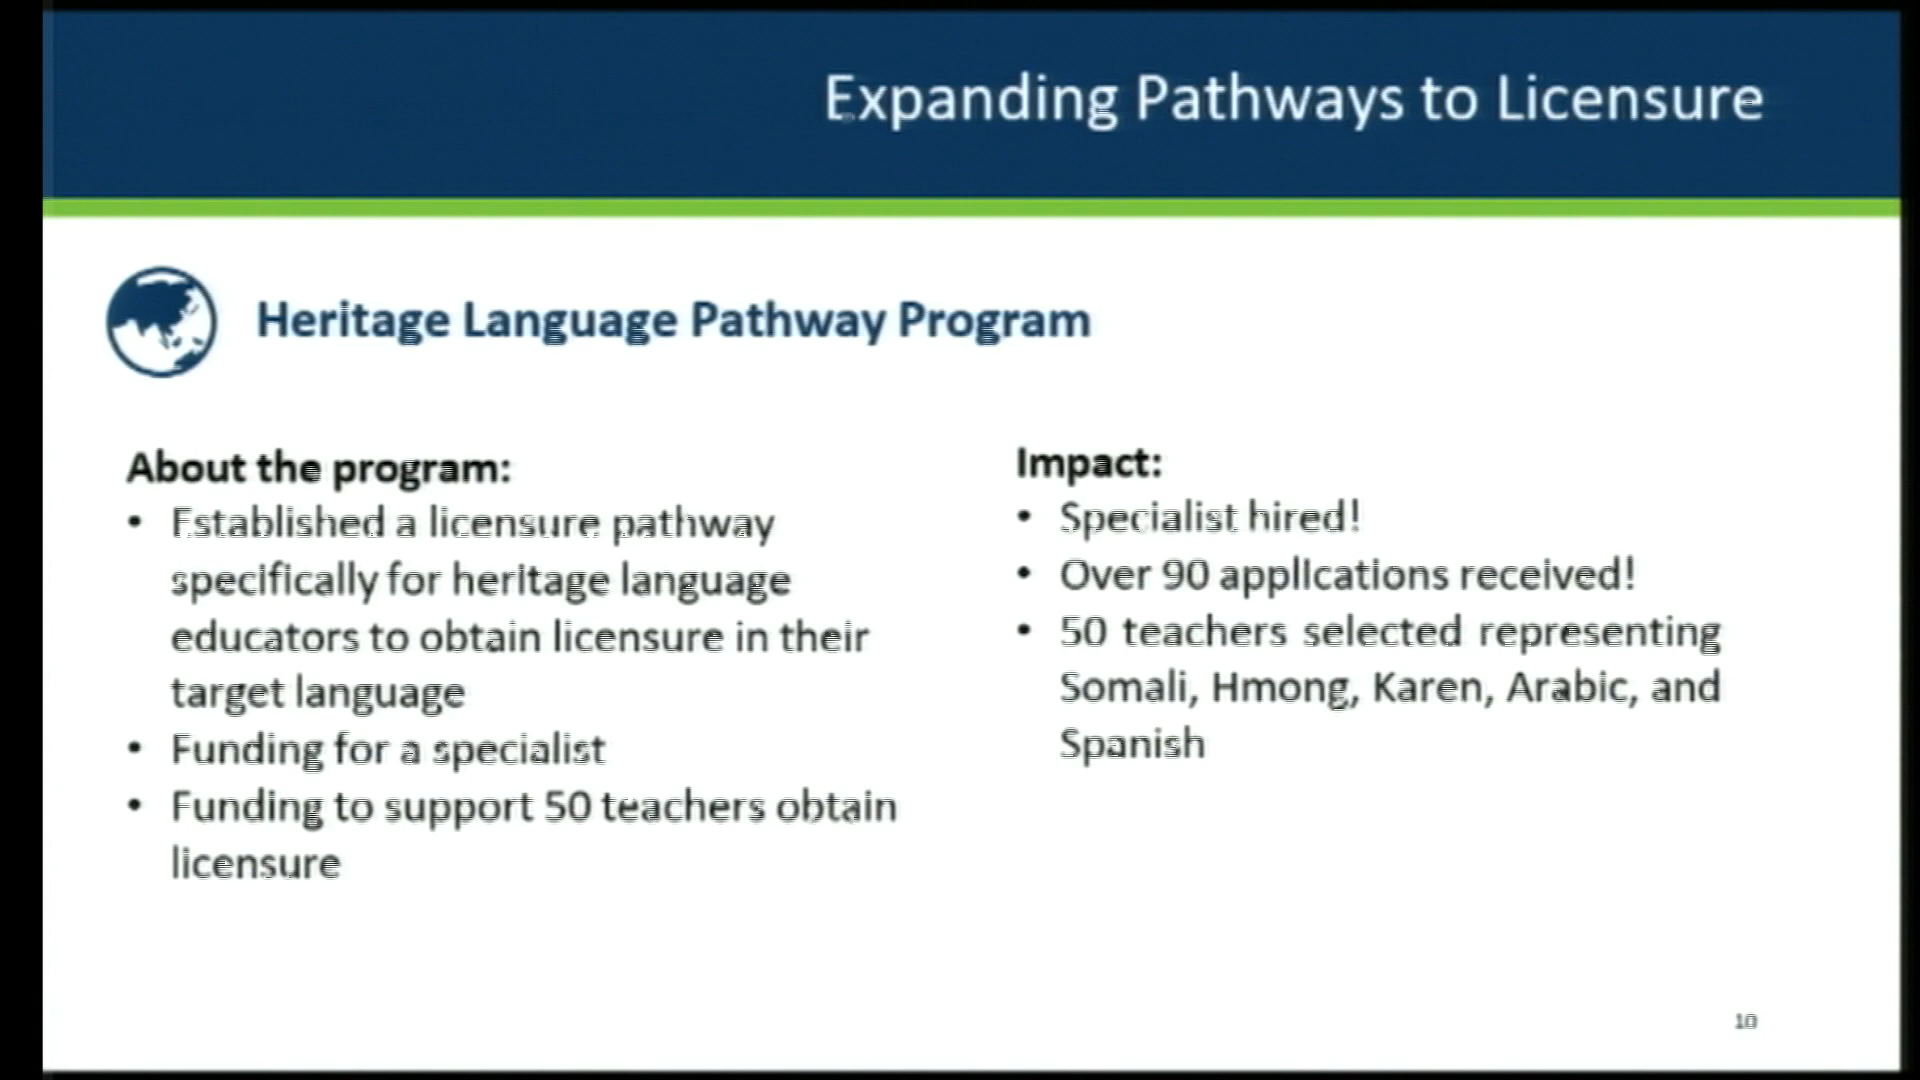 Expanding Pathways to Licensure
Heritage Language Pathway Program
About the program:
• Established a licensure pathway
specifically for heritage language
educators to obtain licensure in their
target language
• Funding for a specialist
• Funding to support 50 teachers obtain
licensure
Impact:
• Specialist hired!
• Over 90 applications received!
• 50 teachers selected representing
Somali, Hmong, Karen, Arabic, and
Spanish
10